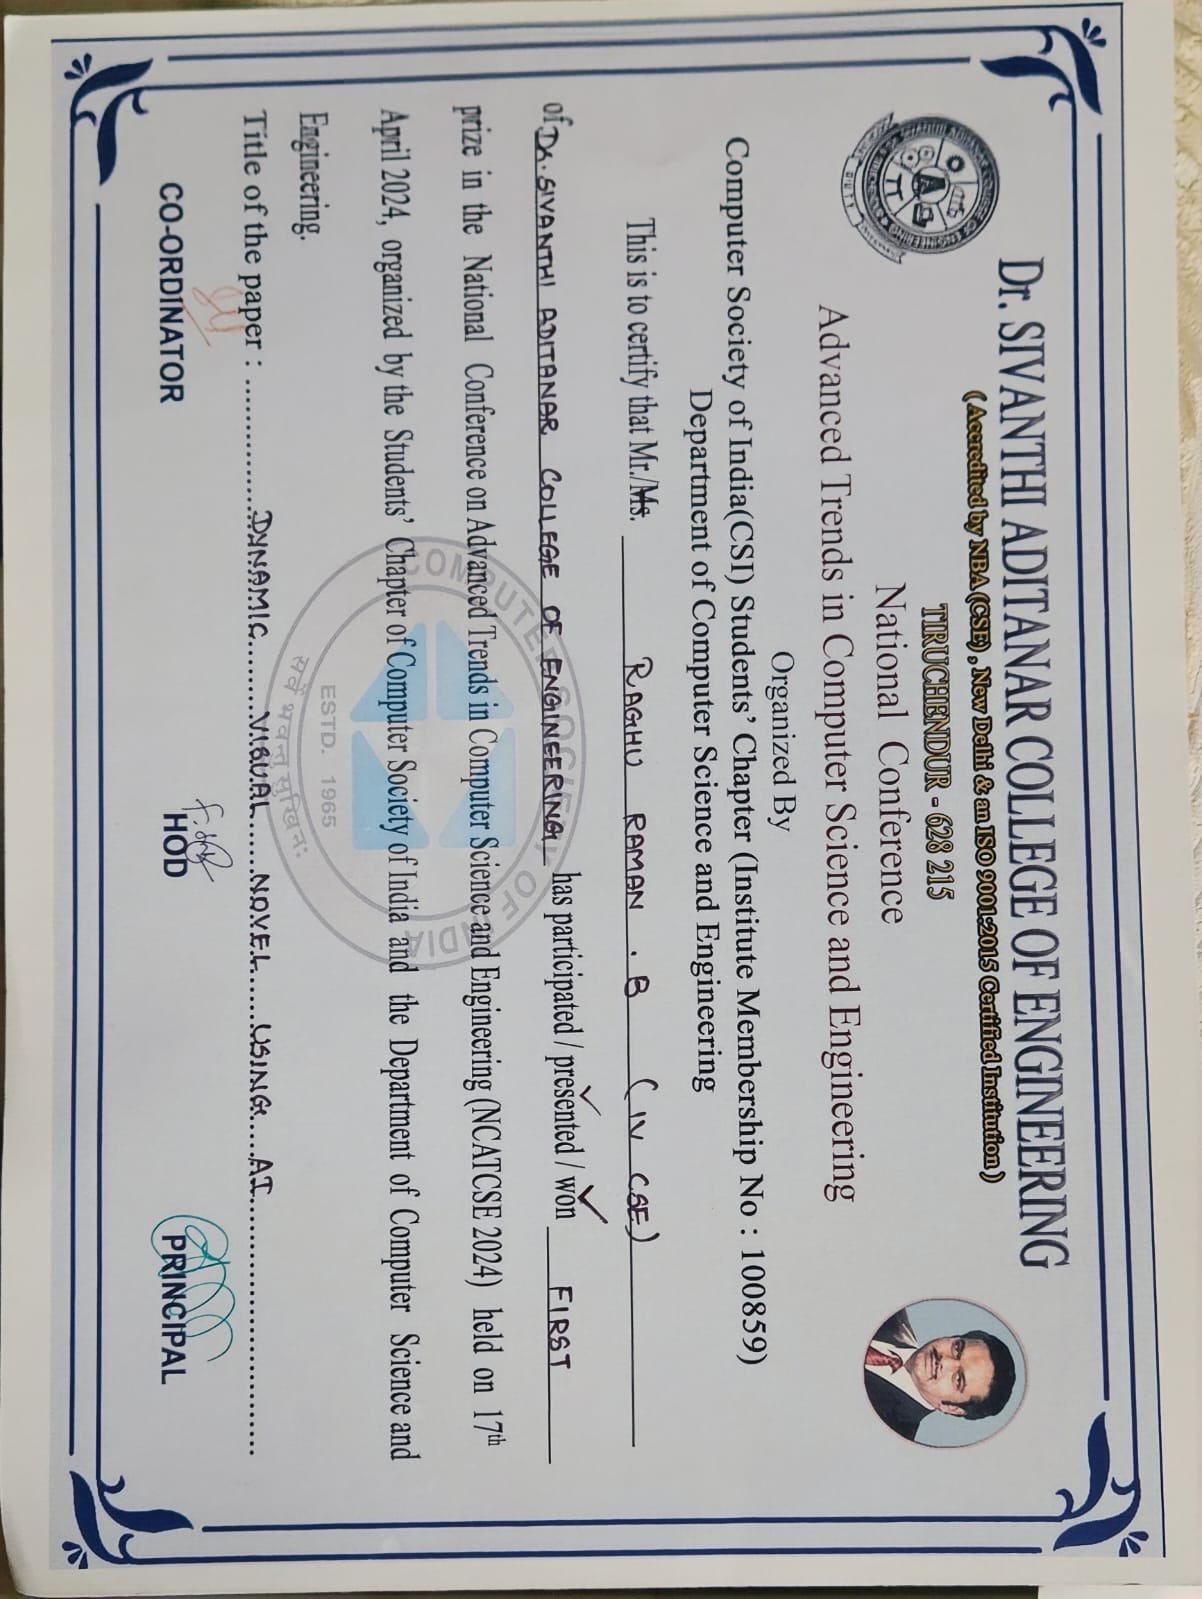 Dr. SIVANTHI ADITANAR COLLEGE OF ENGINEERING
( Accredited by NBA (CSE) , New Delhi & an ISO 9001:2015 Certified Institution )
TIRUCHENDUR - 628 215
National Conference
Advanced Trends in Computer Science and Engineering
Organized By
Computer Society of India(CSI) Students' Chapter (Institute Membership No : 100859)
Department of Computer Science and Engineering
This is to certify that Mr./Ms. RAGHU RAMAN . B ( IV CSE )
of Dr. SIVANTHI ADITANAR COLLEGE OF ENGINEERING has participated / presented / won FIRST
prize in the National Conference on Advanced Trends in Computer Science and Engineering (NCATCSE 2024) held on 17th
April 2024, organized by the Students' Chapter of Computer Society of India and the Department of Computer Science and
Engineering.
Title of the paper : DYNAMIC VISUAL NOVEL USING AI
COMPUTER SOCIETY OF INDIA
ESTD. 1965
सर्वे भवन्तु सुखिनः
CO-ORDINATOR
HOD
PRINCIPAL